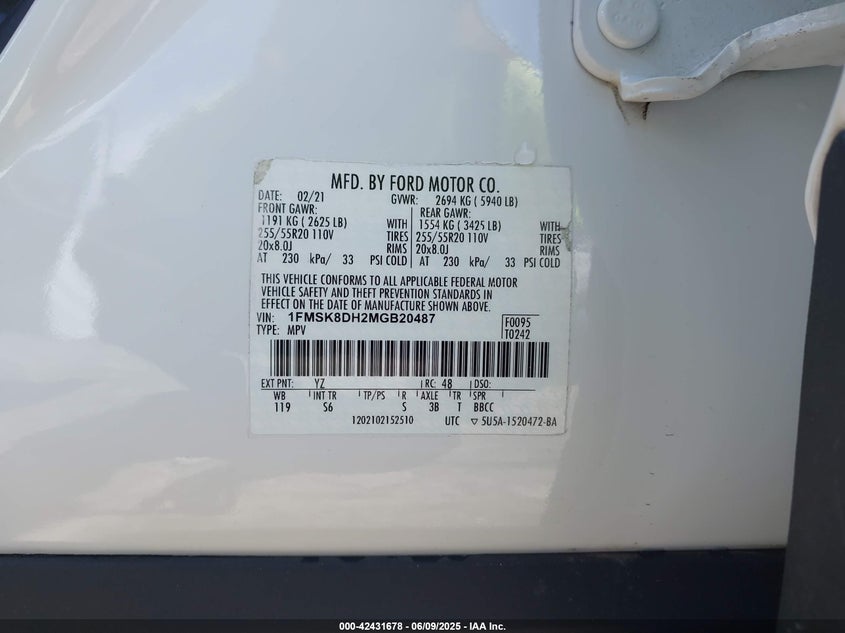 MFD. BY FORD MOTOR CO.
DATE: 02/21 GVWR: 2694 KG ( 5940 LB)
FRONT GAWR: REAR GAWR:
1191 KG ( 2625 LB) WITH 1554 KG ( 3425 LB) WITH
255/55R20 110V TIRES 255/55R20 110V TIRES
20x8.0J RIMS 20x8.0J RIMS
AT 230 kPa/ 33 PSI COLD AT 230 kPa/ 33 PSI COLD
THIS VEHICLE CONFORMS TO ALL APPLICABLE FEDERAL MOTOR
VEHICLE SAFETY AND THEFT PREVENTION STANDARDS IN
EFFECT ON THE DATE OF MANUFACTURE SHOWN ABOVE.
VIN: 1FMSK8DH2MGB20487 F0095
TYPE: MPV T0242
EXT PNT: YZ RC: 48 DSO:
WB INT TR TP/PS R AXLE TR SPR
119 S6 S 3B T BBCC
1202102152510 UTC ▽ 5U5A-1520472-BA
000-42431678 | 06/09/2025 - IAA Inc.